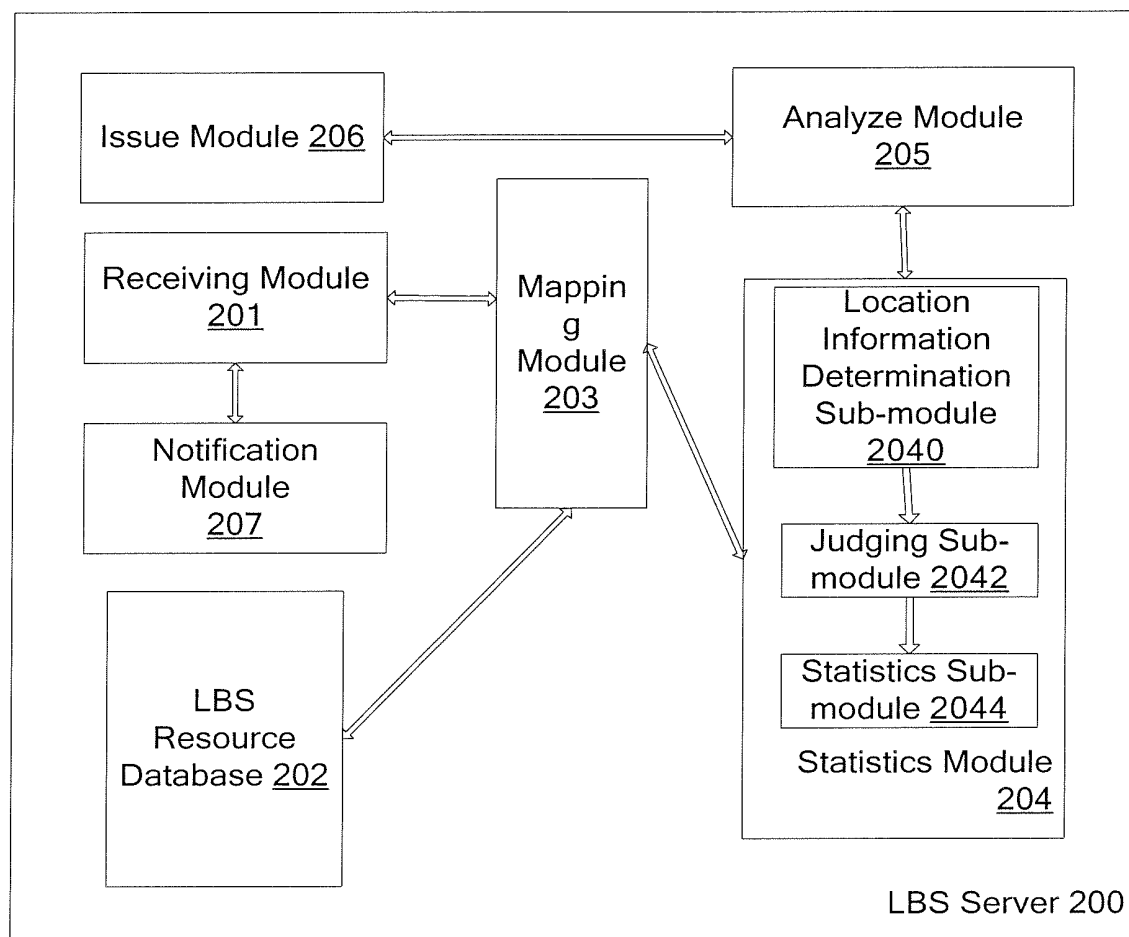 Issue Module 206
Analyze Module
205
Receiving Module
201
Mappin
g
Module
203
Location
Information
Determination
Sub-module
2040
Notification
Module
207
Judging Sub-
module 2042
Statistics Sub-
module 2044
LBS
Resource
Database 202
Statistics Module
204
LBS Server 200